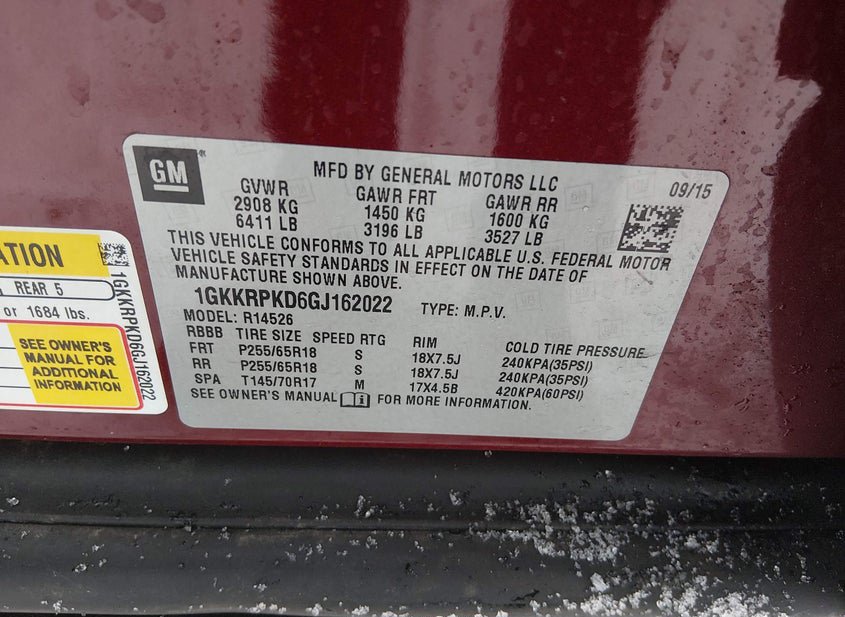 GM
MFD BY GENERAL MOTORS LLC
09/15
GVWR GAWR FRT GAWR RR
2908 KG 1450 KG 1600 KG
6411 LB 3196 LB 3527 LB
THIS VEHICLE CONFORMS TO ALL APPLICABLE U.S. FEDERAL MOTOR
VEHICLE SAFETY STANDARDS IN EFFECT ON THE DATE OF
MANUFACTURE SHOWN ABOVE.
1GKKRPKD6GJ162022 TYPE: M.P.V.
MODEL: R14526
RBBB TIRE SIZE SPEED RTG RIM COLD TIRE PRESSURE
FRT P255/65R18 S 18X7.5J 240KPA(35PSI)
RR P255/65R18 S 18X7.5J 240KPA(35PSI)
SPA T145/70R17 M 17X4.5B 420KPA(60PSI)
SEE OWNER'S MANUAL FOR MORE INFORMATION.
ATION
REAR 5
or 1684 lbs.
SEE OWNER'S
MANUAL FOR
ADDITIONAL
INFORMATION
1GKKRPKD6GJ162022